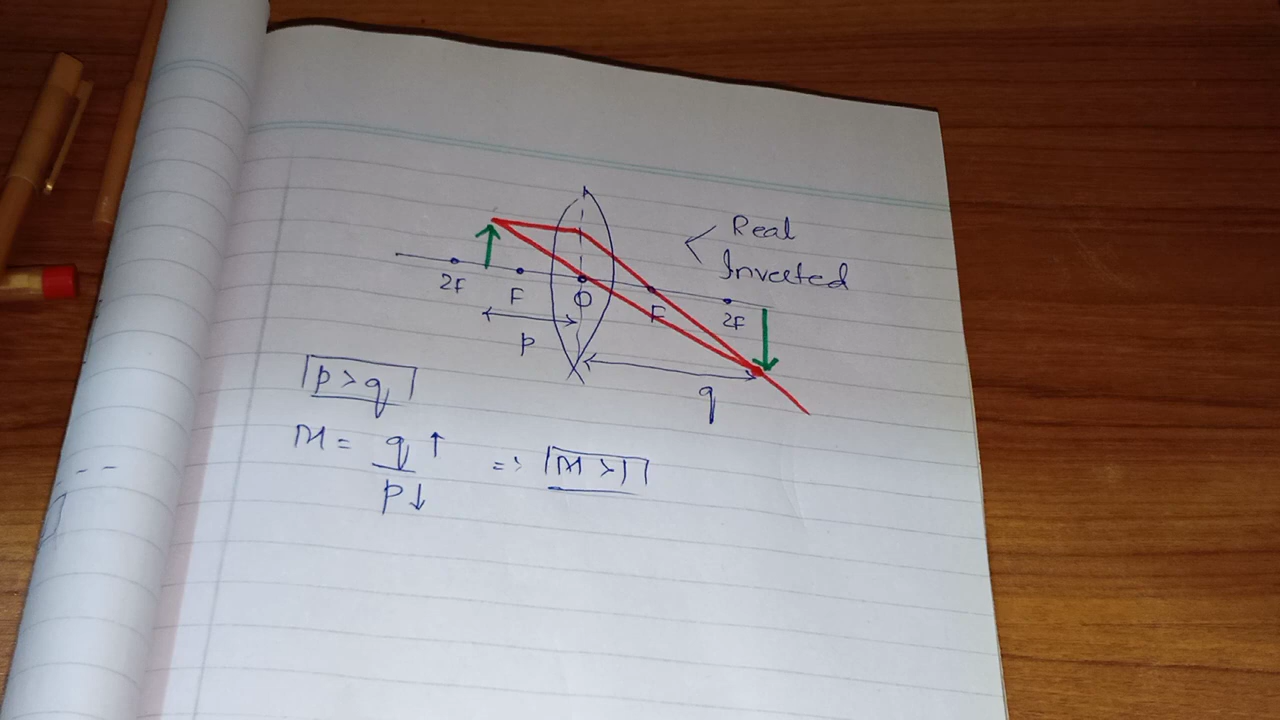 Real
Inverted
2F F O F 2F
p
q
p > q
M = q ↑ / p ↓ => M > 1